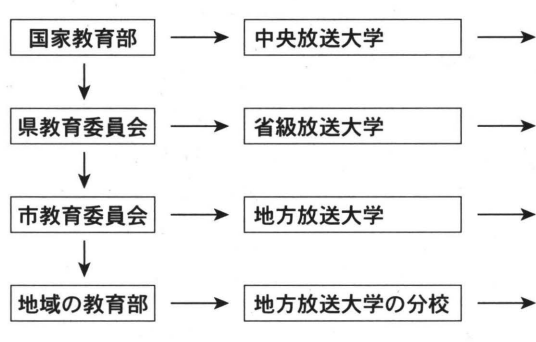 国家教育部
中央放送大学
県教育委員会
省級放送大学
市教育委員会
地方放送大学
地域の教育部
地方放送大学の分校